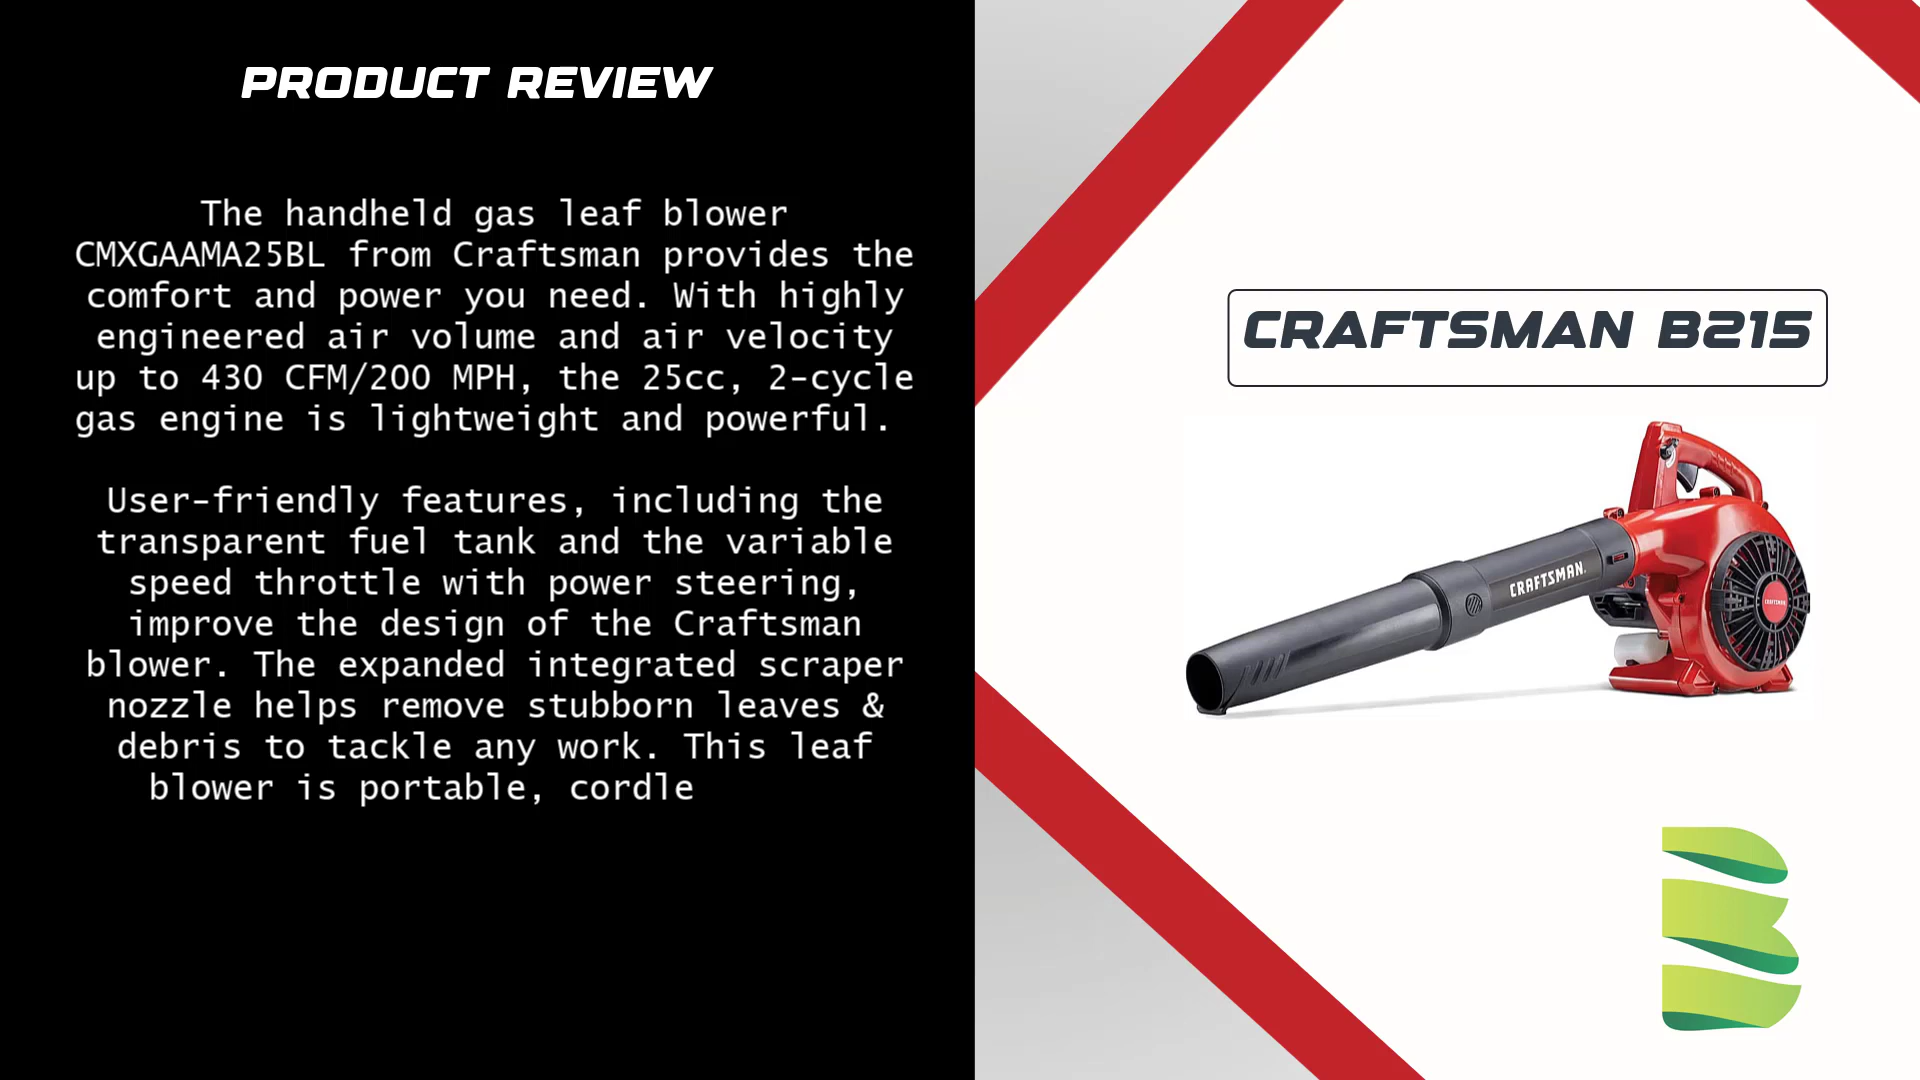 PRODUCT REVIEW
The handheld gas leaf blower
CMXGAAMA25BL from Craftsman provides the
comfort and power you need. With highly
engineered air volume and air velocity
up to 430 CFM/200 MPH, the 25cc, 2-cycle
gas engine is lightweight and powerful.
User-friendly features, including the
transparent fuel tank and the variable
speed throttle with power steering,
improve the design of the Craftsman
blower. The expanded integrated scraper
nozzle helps remove stubborn leaves &
debris to tackle any work. This leaf
blower is portable, cordle
CRAFTSMAN B215
CRAFTSMAN
CRAFTSMAN